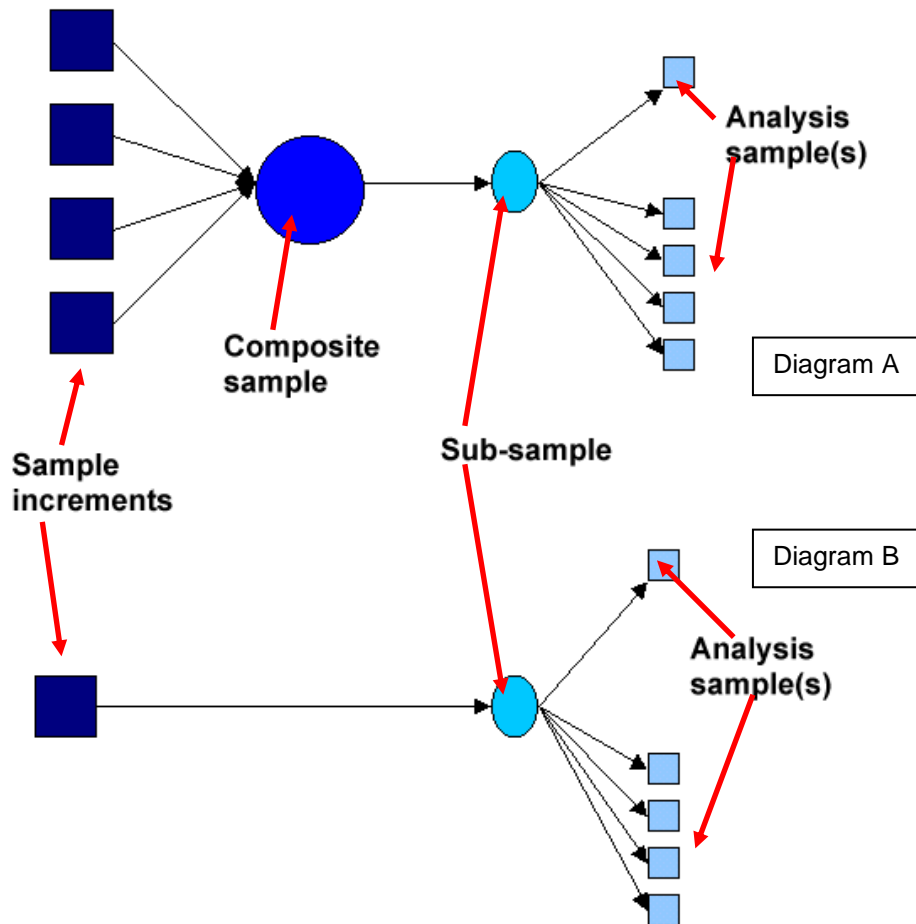 Analysis
sample(s)
Composite
sample
Diagram A
Sub-sample
Sample
increments
Diagram B
Analysis
sample(s)